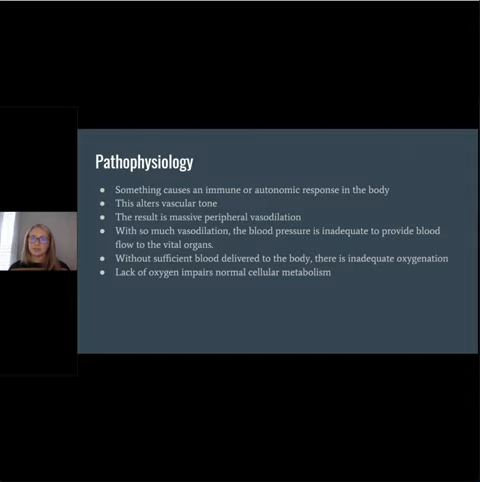 Pathophysiology
● Something causes an immune or autonomic response in the body
● This alters vascular tone
● The result is massive peripheral vasodilation
● With so much vasodilation, the blood pressure is inadequate to provide blood
flow to the vital organs.
● Without sufficient blood delivered to the body, there is inadequate oxygenation
● Lack of oxygen impairs normal cellular metabolism